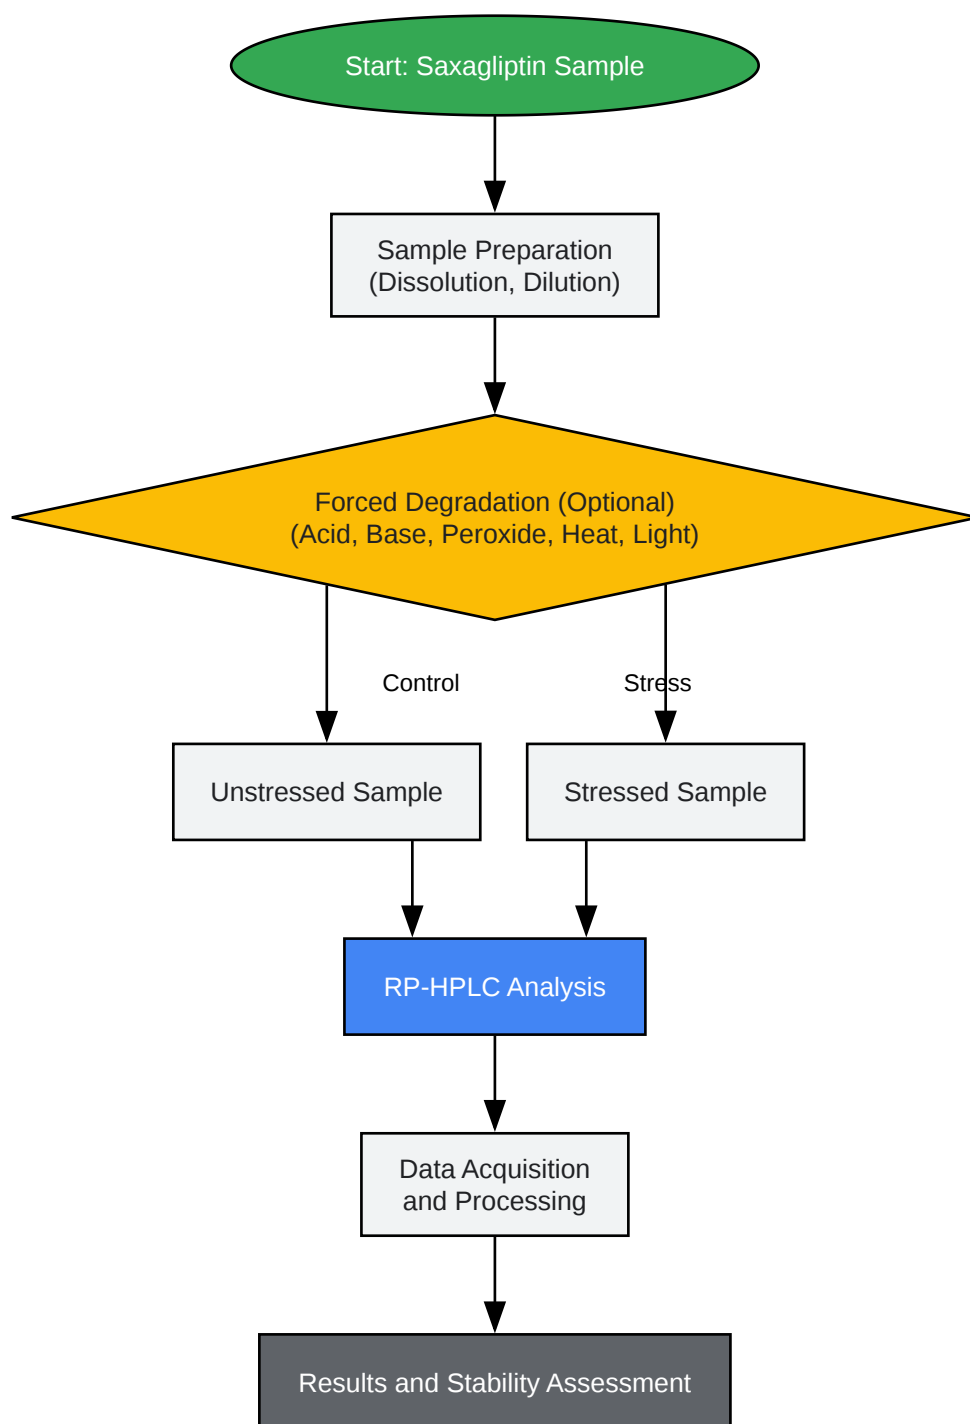 Start: Saxagliptin Sample
Sample Preparation
(Dissolution, Dilution)
Forced Degradation (Optional)
(Acid, Base, Peroxide, Heat, Light)
Control
Stress
Unstressed Sample
Stressed Sample
RP-HPLC Analysis
Data Acquisition
and Processing
Results and Stability Assessment